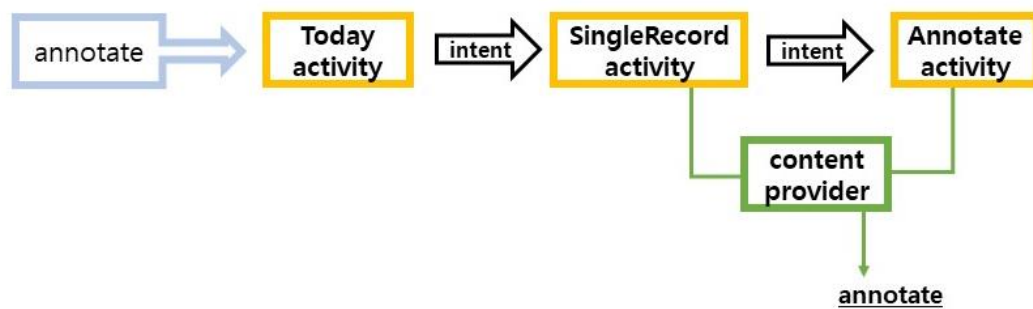 annotate
Today
activity
intent
SingleRecord
activity
intent
Annotate
activity
content
provider
annotate